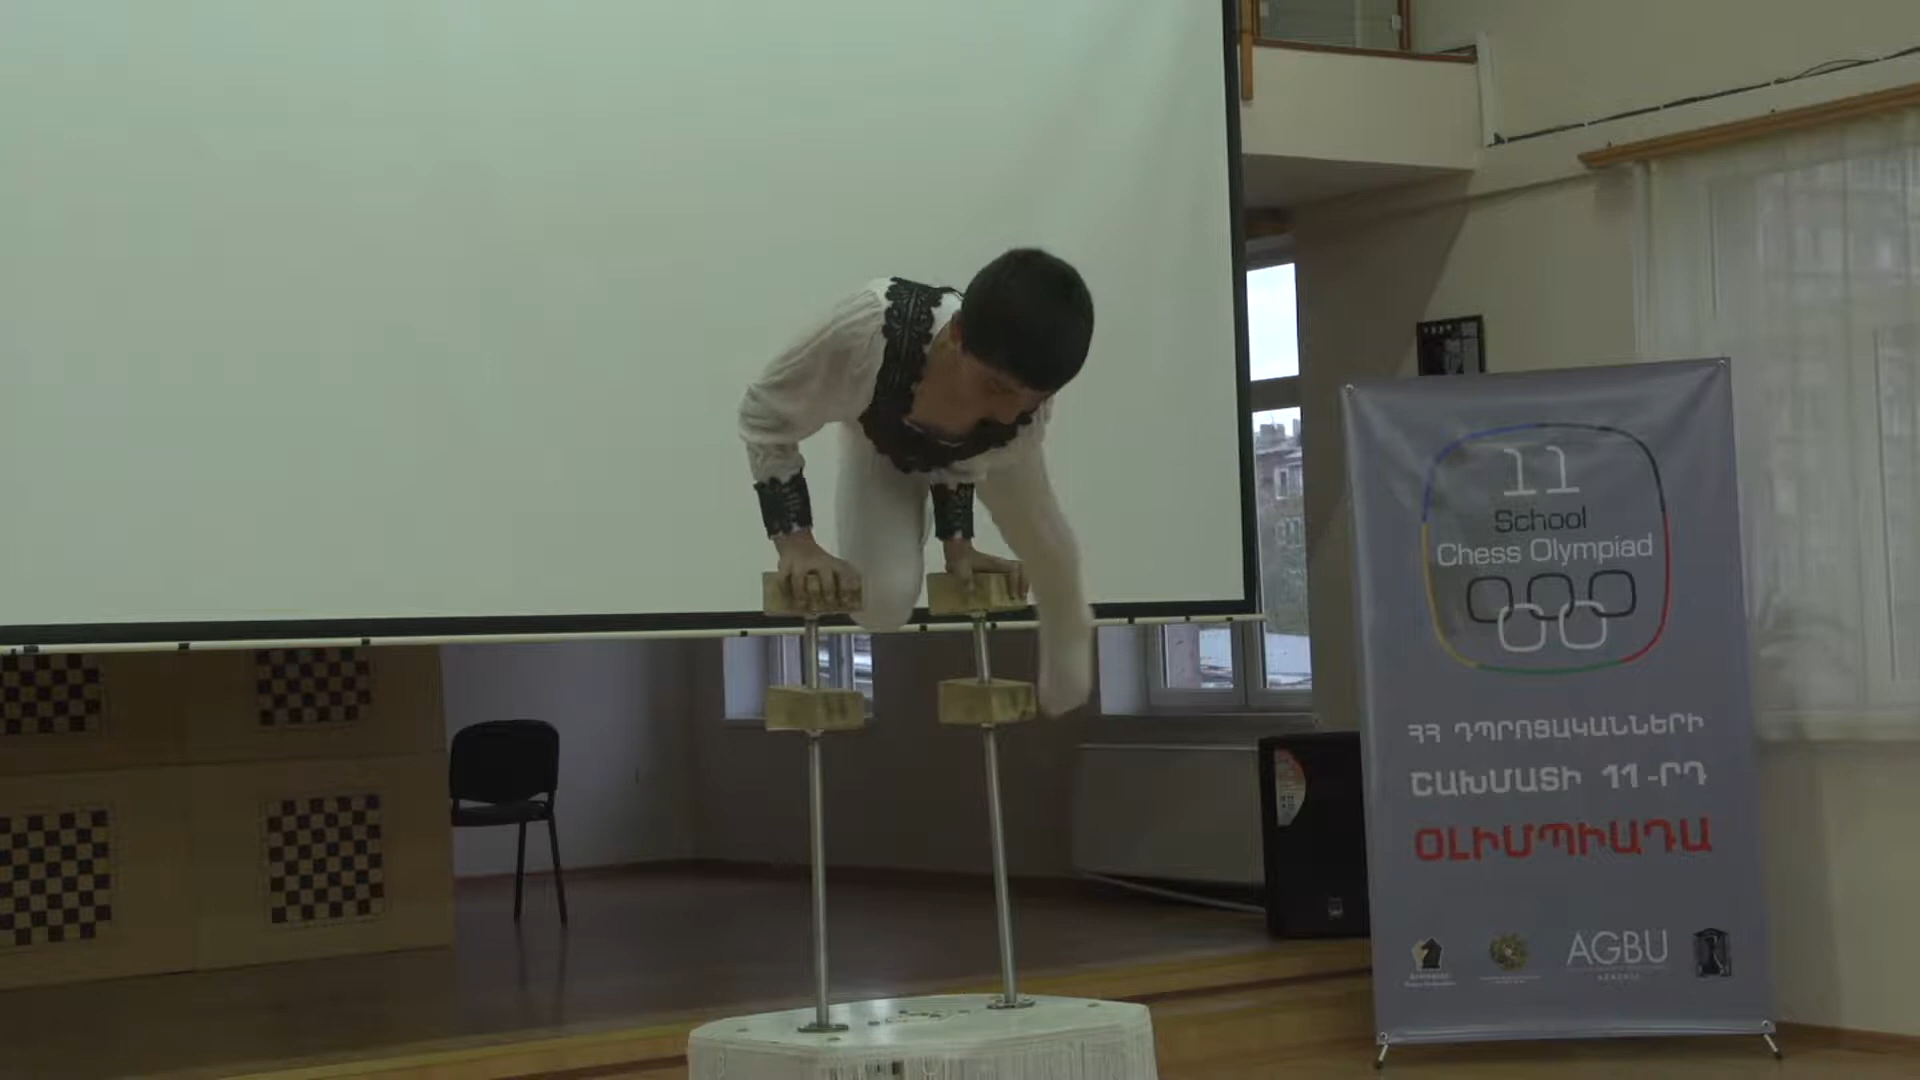 11
School
Chess Olympiad
ՀՀ ԴՊՐՈՑԱԿԱՆՆԵՐԻ
ՇԱԽՄԱՏԻ 11-ՐԴ
ՕԼԻՄՊԻԱԴԱ
AGBU